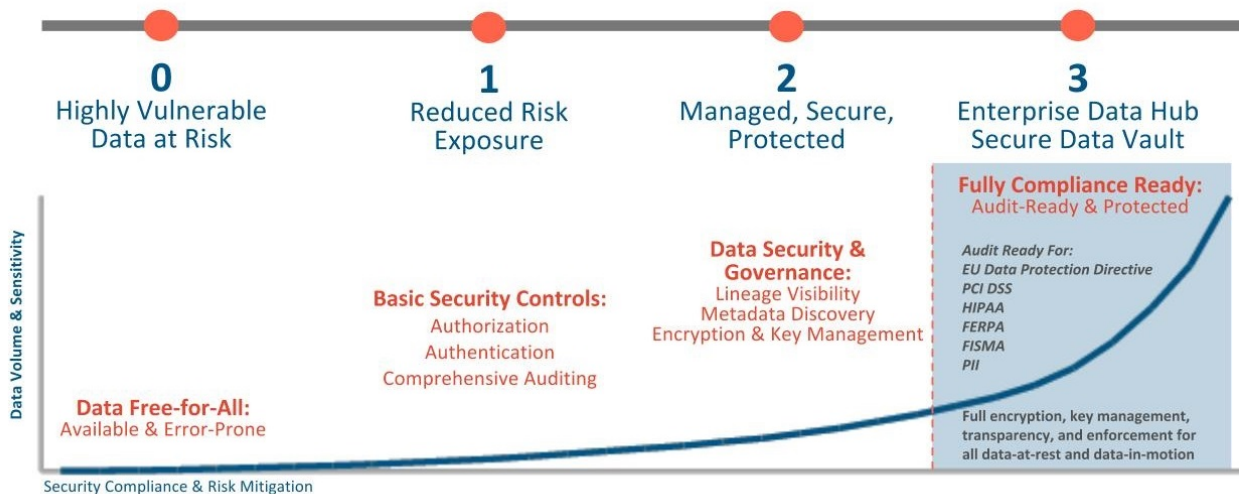 0
Highly Vulnerable
Data at Risk
1
Reduced Risk
Exposure
2
Managed, Secure,
Protected
3
Enterprise Data Hub
Secure Data Vault
Data Volume & Sensitivity
Data Free-for-All:
Available & Error-Prone
Basic Security Controls:
Authorization
Authentication
Comprehensive Auditing
Data Security &
Governance:
Lineage Visibility
Metadata Discovery
Encryption & Key Management
Fully Compliance Ready:
Audit-Ready & Protected
Audit Ready For:
EU Data Protection Directive
PCI DSS
HIPAA
FERPA
FISMA
PII
Full encryption, key management,
transparency, and enforcement for
all data-at-rest and data-in-motion
Security Compliance & Risk Mitigation